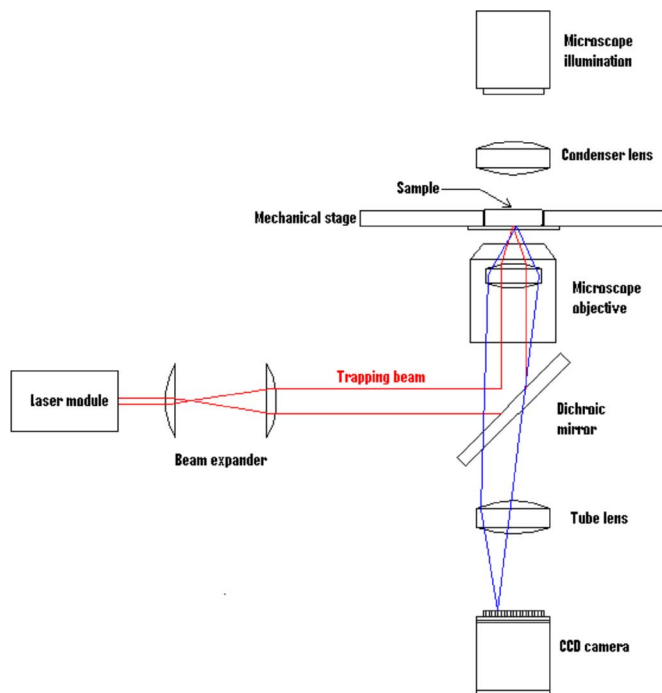 Microscope
illumination
Condenser lens
Sample
Mechanical stage
Microscope
objective
Trapping beam
Laser module
Dichroic
mirror
Beam expander
Tube lens
CCD camera